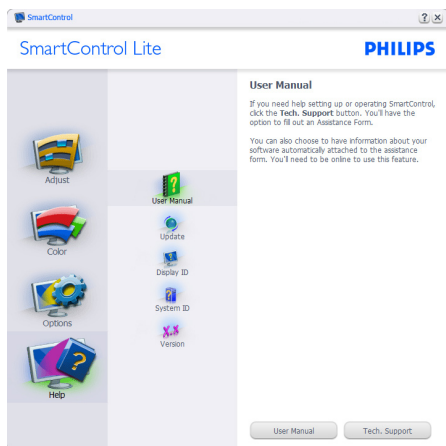 SmartControl
? x
SmartControl Lite
PHILIPS
Adjust
Color
Options
Help
User Manual
Update
Display ID
System ID
X.X
Version
User Manual
If you need help setting up or operating SmartControl,
click the Tech. Support button. You'll have the
option to fill out an Assistance Form.
You can also choose to have information about your
software automatically attached to the assistance
form. You'll need to be online to use this feature.
User Manual
Tech. Support